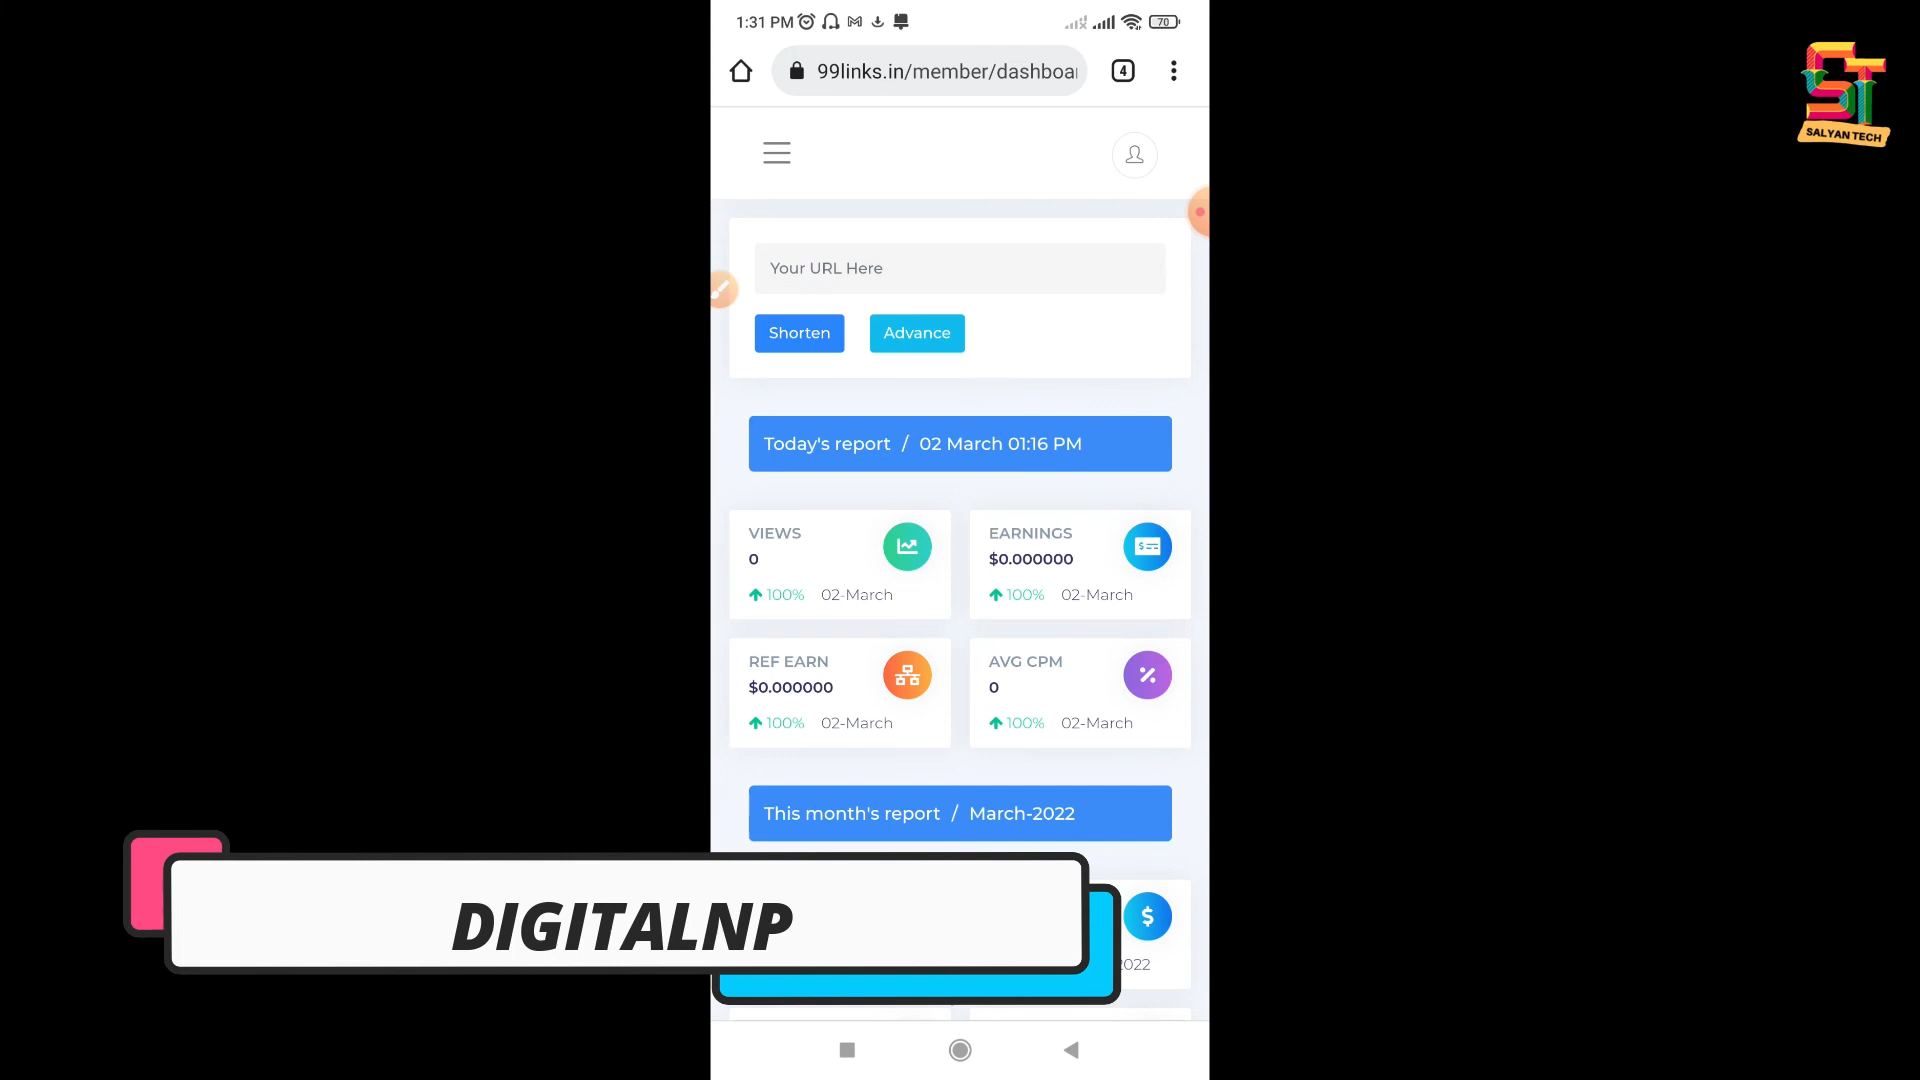 1:31 PM
70
99links.in/member/dashboa
4
SALYAN TECH
Your URL Here
Shorten
Advance
Today's report / 02 March 01:16 PM
VIEWS
0
100% 02-March
EARNINGS
$0.000000
100% 02-March
REF EARN
$0.000000
100% 02-March
AVG CPM
0
100% 02-March
This month's report / March-2022
$
2022
DIGITALNP